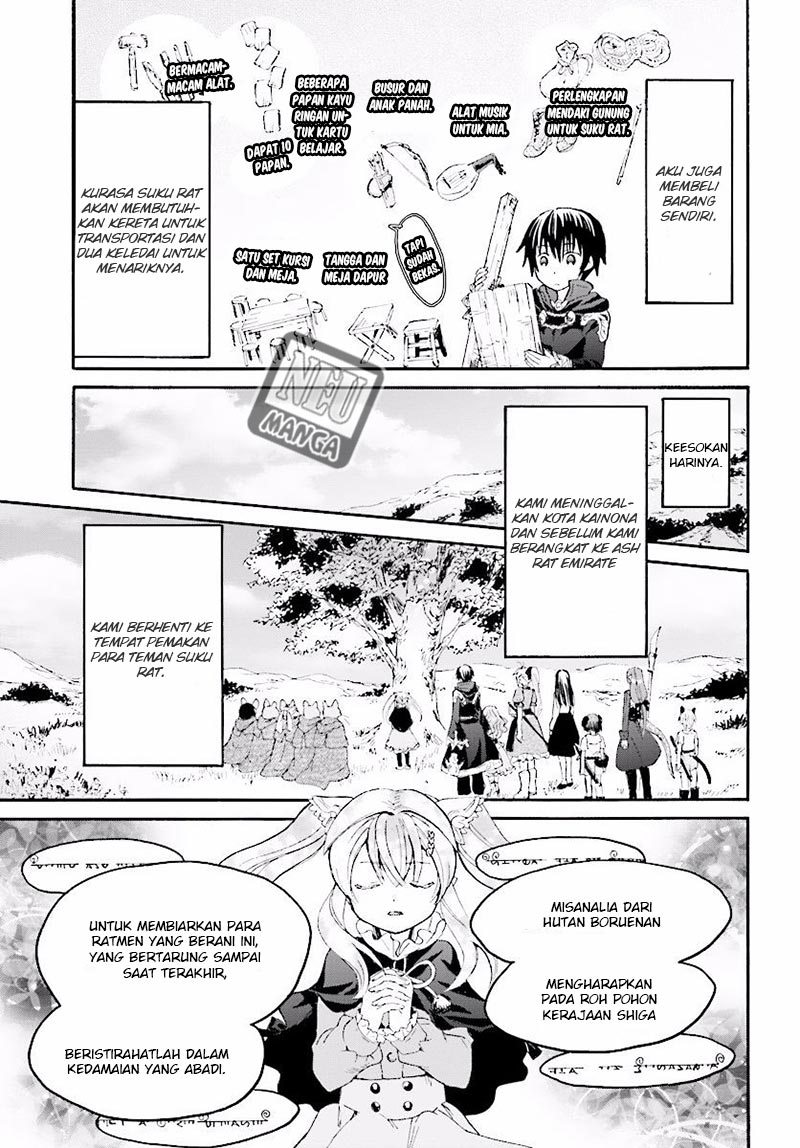 AKU JUGA
MEMBELI
BARANG
SENDIRI.
PERLENGKAPAN
MENDAKI GUNUNG
UNTUK SUKU RAT.
ALAT MUSIK
UNTUK MIA.
BUSUR DAN
ANAK PANAH.
BEBERAPA
PAPAN KAYU
RINGAN UN-
TUK KARTU
BELAJAR.
DAPAT 10
PAPAN.
BERMACAM-
MACAM ALAT.
TAPI
SUDAH
BEKAS.
TANGGA DAN
MEJA DAPUR
SATU SET KURSI
DAN MEJA.
KURASA SUKU RAT
AKAN MEMBUTUH-
KAN KERETA UNTUK
TRANSPORTASI DAN
DUA KELEDAI UNTUK
MENARIKNYA.
NEU
MANGA
KEESOKAN
HARINYA.
KAMI MENINGGAL-
KAN KOTA KAINONA
DAN SEBELUM KAMI
BERANGKAT KE ASH
RAT EMIRATE
KAMI BERHENTI KE
TEMPAT PEMAKAN
PARA TEMAN SUKU
RAT.
MISANALIA DARI
HUTAN BORUENAN
MENGHARAPKAN
PADA ROH POHON
KERAJAAN SHIGA
UNTUK MEMBIARKAN PARA
RATMEN YANG BERANI INI,
YANG BERTARUNG SAMPAI
SAAT TERAKHIR,
BERISTIRAHATLAH DALAM
KEDAMAIAN YANG ABADI.